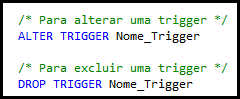 /* Para alterar uma trigger */
ALTER TRIGGER Nome_Trigger
/* Para excluir uma trigger */
DROP TRIGGER Nome_Trigger